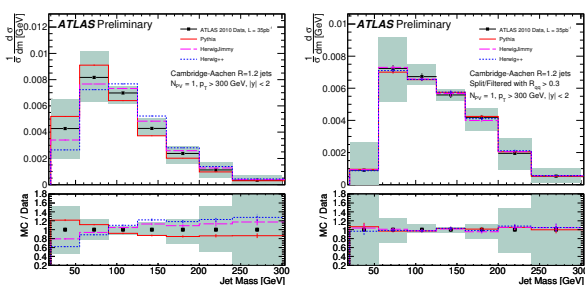 ATLAS Preliminary
1/σ dσ/dm [GeV⁻¹]
ATLAS 2010 Data, L = 35pb⁻¹
Pythia
HerwigJimmy
Herwig++
Cambridge-Aachen R=1.2 jets
N_PV = 1, p_T > 300 GeV, |y| < 2
0.012
0.01
0.008
0.006
0.004
0.002
MC / Data
1.8
1.6
1.4
1.2
1
0.8
0.6
0.4
0.2
50 100 150 200 250 300
Jet Mass [GeV]
ATLAS Preliminary
1/σ dσ/dm [GeV⁻¹]
ATLAS 2010 Data, L = 35pb⁻¹
Pythia
HerwigJimmy
Herwig++
Cambridge-Aachen R=1.2 jets
Split/Filtered with R_qq > 0.3
N_PV = 1, p_T > 300 GeV, |y| < 2
0.01
0.008
0.006
0.004
0.002
0
MC / Data
1.8
1.6
1.4
1.2
1
0.8
0.6
0.4
0.2
50 100 150 200 250 300
Jet Mass [GeV]